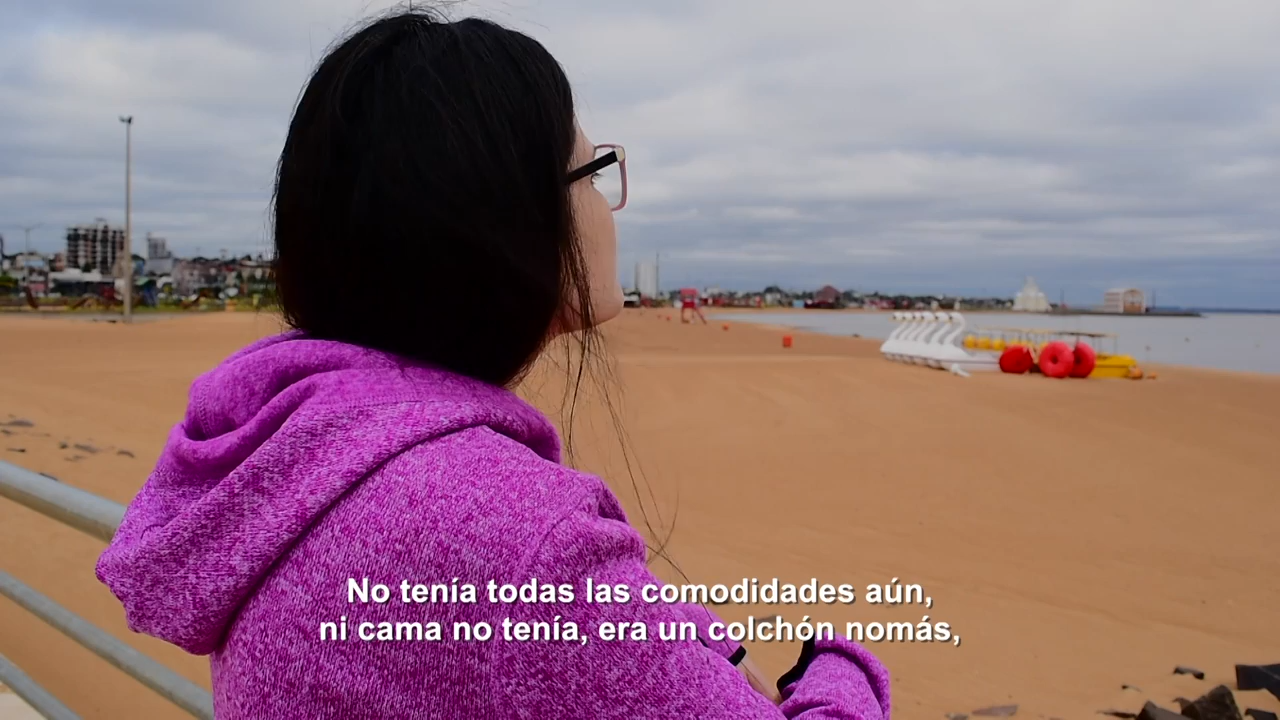 No tenía todas las comodidades aún,
ni cama no tenía, era un colchón nomás,